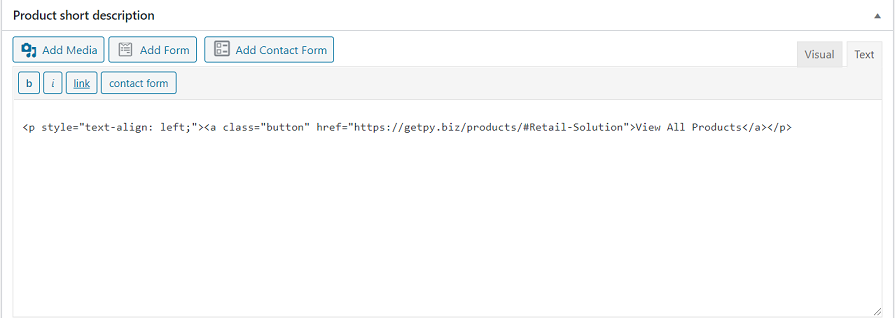 Product short description
Add Media Add Form Add Contact Form
Visual Text
b i link contact form
<p style="text-align: left;"><a class="button" href="https://getpy.biz/products/#Retail-Solution">View All Products</a></p>